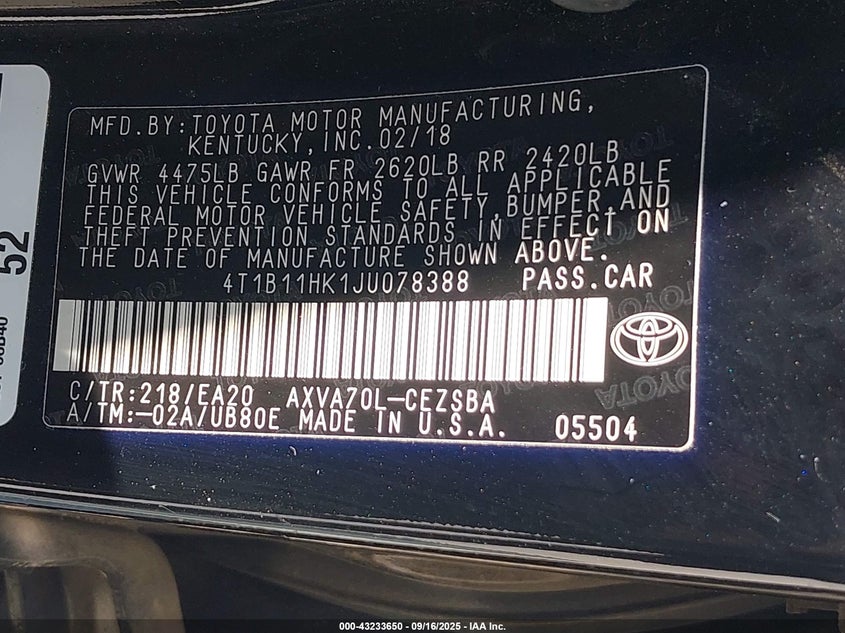 MFD.BY:TOYOTA MOTOR MANUFACTURING,
KENTUCKY,INC.02/18
GVWR 4475LB GAWR FR 2620LB RR 2420LB
THIS VEHICLE CONFORMS TO ALL APPLICABLE
FEDERAL MOTOR VEHICLE SAFETY,BUMPER,AND
THEFT PREVENTION STANDARDS IN EFFECT ON
THE DATE OF MANUFACTURE SHOWN ABOVE.
4T1B11HK1JU078388 PASS.CAR
C/TR:218/EA20 AXVA70L-CEZSBA
A/TM:-02A/UB80E MADE IN U.S.A. 05504
52
000-43233650 - 09/16/2025 - IAA Inc.